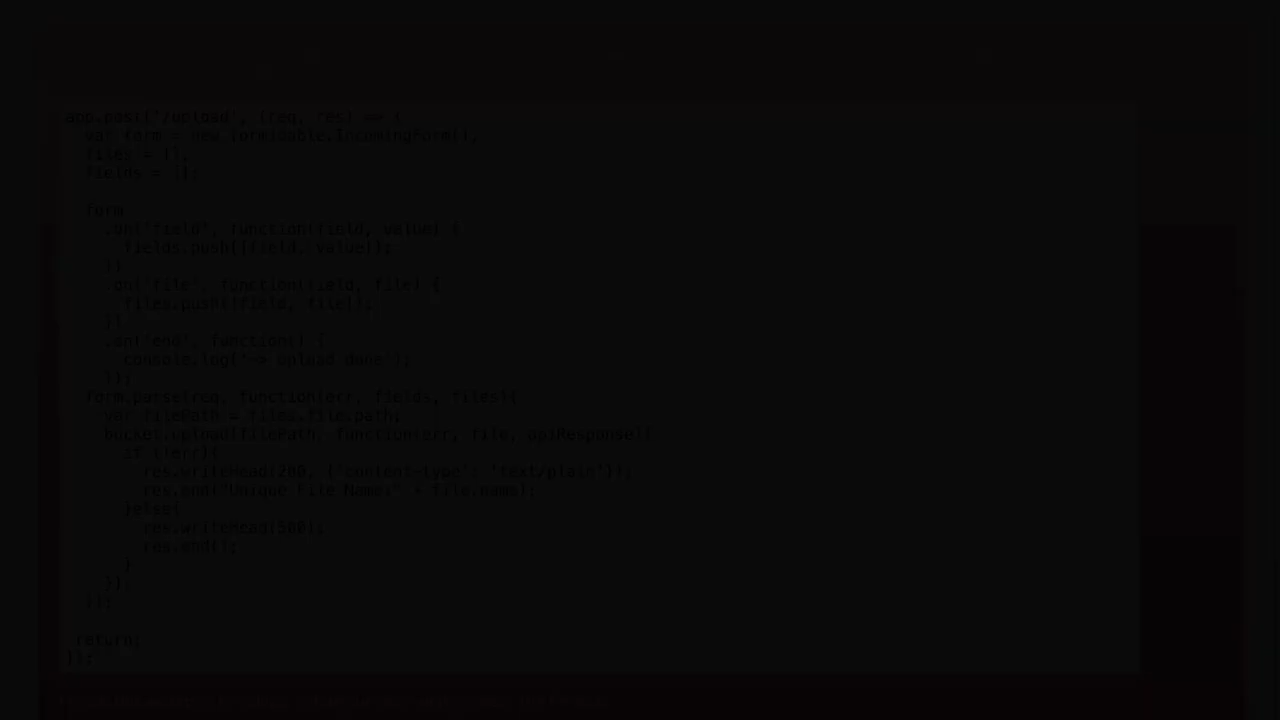 app.post('/upload', (req, res) => {
var form = new formidable.IncomingForm(),
files = [],
fields = [];
form
.on('field', function(field, value) {
fields.push([field, value]);
})
.on('file', function(field, file) {
files.push([field, file]);
})
.on('end', function() {
console.log('-> upload done');
});
form.parse(req, function(err, fields, files){
var filePath = files.file.path;
bucket.upload(filePath, function(err, file, apiResponse){
if (!err){
res.writeHead(200, {'content-type': 'text/plain'});
res.end("Unique File Name:" + file.name);
}else{
res.writeHead(500);
res.end();
}
});
});
return;
});